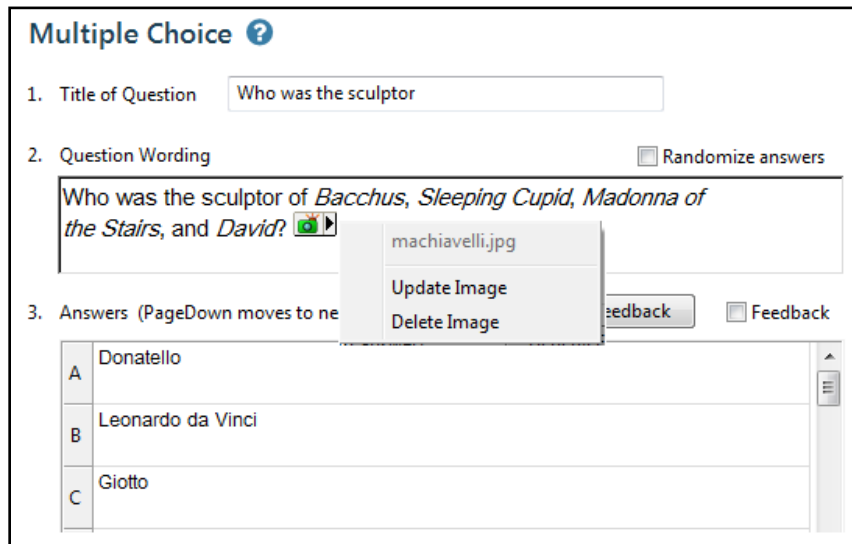 Multiple Choice ?
1. Title of Question Who was the sculptor
2. Question Wording Randomize answers
Who was the sculptor of Bacchus, Sleeping Cupid, Madonna of
the Stairs, and David?
machiavelli.jpg
Update Image
Delete Image
3. Answers (PageDown moves to ne eedback Feedback
A Donatello
B Leonardo da Vinci
C Giotto